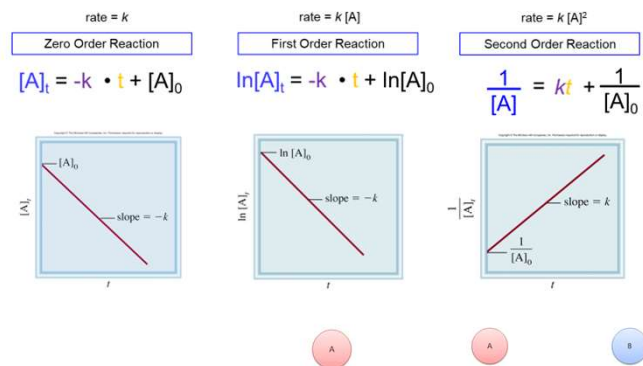 rate = k
Zero Order Reaction
[A]t = -k • t + [A]0
[A]0
slope = −k
[A]t
t
rate = k [A]
First Order Reaction
ln[A]t = -k • t + ln[A]0
ln [A]0
slope = −k
ln [A]t
t
rate = k [A]²
Second Order Reaction
1/[A] = kt + 1/[A]0
slope = k
1/[A]0
1/[A]t
t
A
A
B